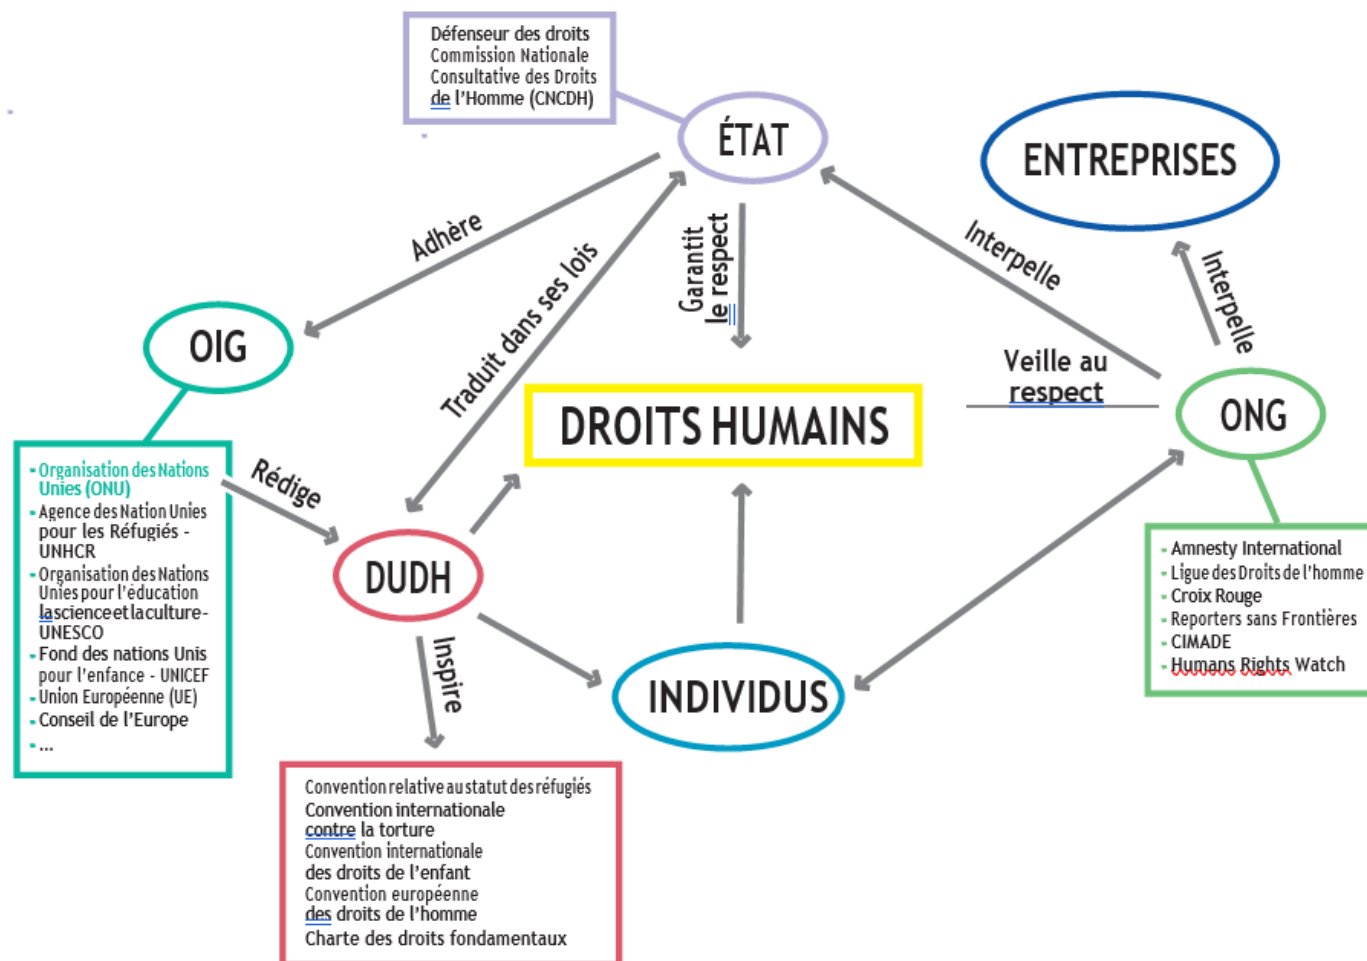 Défenseur des droits
Commission Nationale
Consultative des Droits
de l'Homme (CNCDH)
ÉTAT
ENTREPRISES
Adhère
Traduit dans ses lois
Garantit
le respect
Interpelle
Interpelle
OIG
Veille au
respect
ONG
DROITS HUMAINS
- Organisation des Nations
Unies (ONU)
- Agence des Nation Unies
pour les Réfugiés -
UNHCR
- Organisation des Nations
Unies pour l'éducation
la science et la culture -
UNESCO
- Fond des nations Unis
pour l'enfance - UNICEF
- Union Européenne (UE)
- Conseil de l'Europe
- ...
Rédige
DUDH
Inspire
INDIVIDUS
- Amnesty International
- Ligue des Droits de l'homme
- Croix Rouge
- Reporters sans Frontières
- CIMADE
- Humans Rights Watch
Convention relative au statut des réfugiés
Convention internationale
contre la torture
Convention internationale
des droits de l'enfant
Convention européenne
des droits de l'homme
Charte des droits fondamentaux